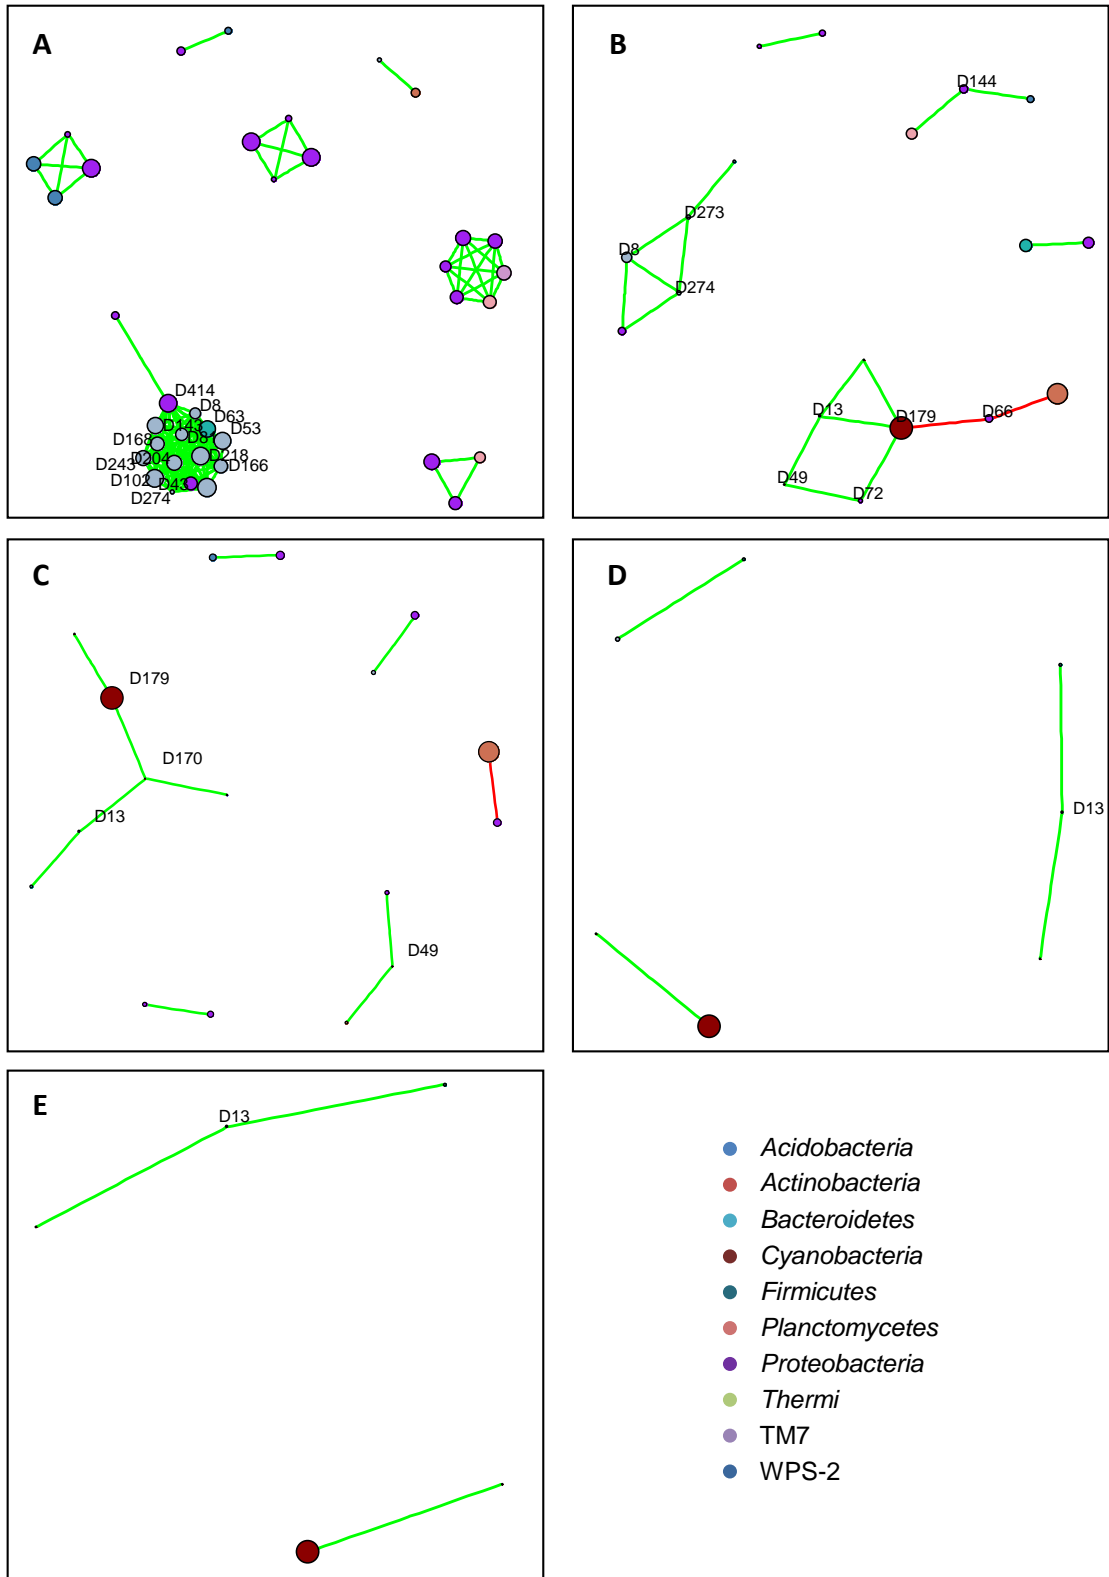 A
D414
D8
D63
D143
D53
D168
D8
D204
D218
D243
D166
D102
D43
D274
B
D144
D273
D8
D274
D13
D179
D66
D49
D72
C
D179
D170
D13
D49
D
D13
E
D13
Acidobacteria
Actinobacteria
Bacteroidetes
Cyanobacteria
Firmicutes
Planctomycetes
Proteobacteria
Thermi
TM7
WPS-2